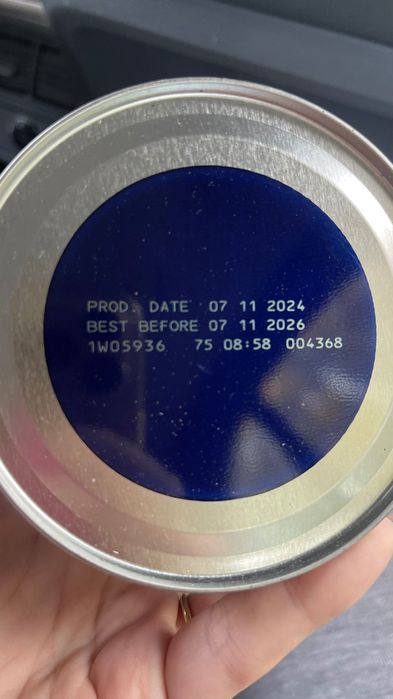 PROD. DATE 07 11 2024
BEST BEFORE 07 11 2026
1W05936 75 08:58 004368